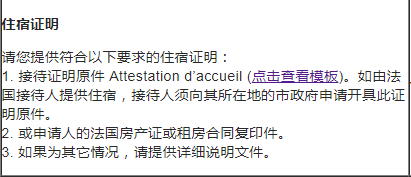 住宿证明
请您提供符合以下要求的住宿证明：
1. 接待证明原件 Attestation d’accueil (点击查看模板)。如由法
国接待人提供住宿，接待人须向其所在地的市政府申请开具此证
明原件。
2. 或申请人的法国房产证或租房合同复印件。
3. 如果为其它情况，请提供详细说明文件。